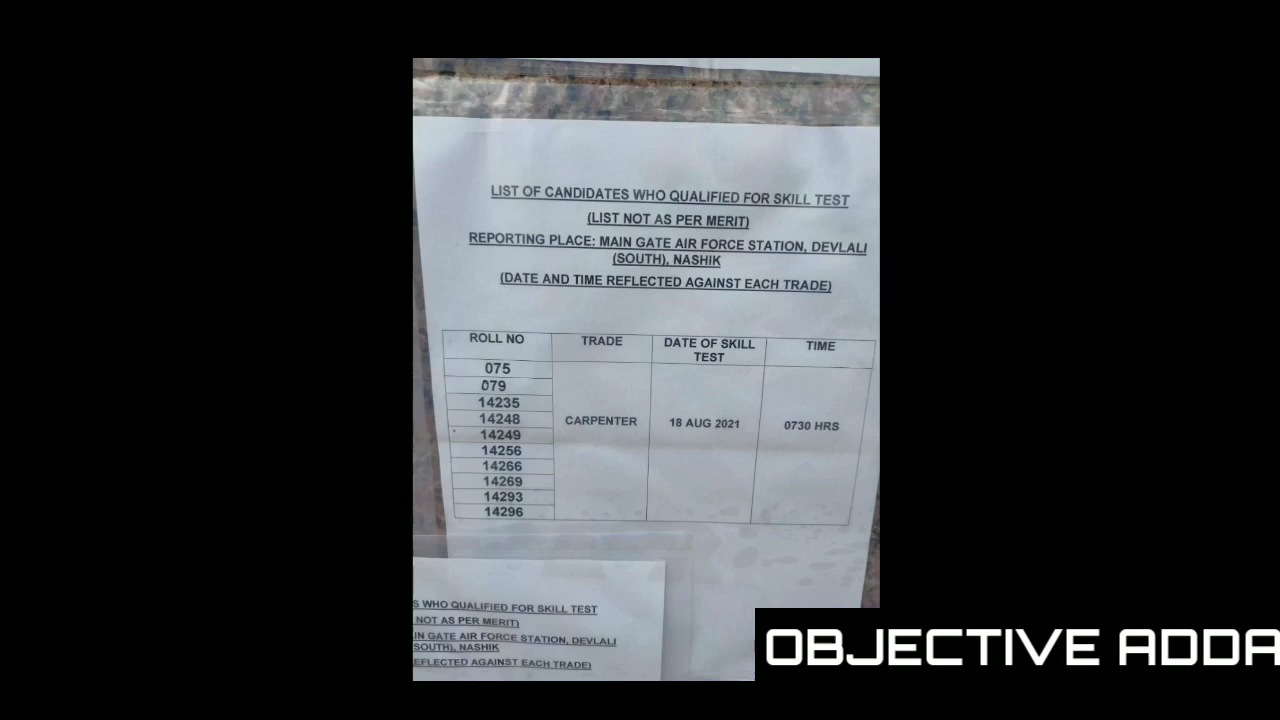 LIST OF CANDIDATES WHO QUALIFIED FOR SKILL TEST
(LIST NOT AS PER MERIT)
REPORTING PLACE: MAIN GATE AIR FORCE STATION, DEVLALI
(SOUTH), NASHIK
(DATE AND TIME REFLECTED AGAINST EACH TRADE)
ROLL NO TRADE DATE OF SKILL TEST TIME
075
079
14235
14248 CARPENTER 18 AUG 2021 0730 HRS
14249
14256
14266
14269
14293
14296
S WHO QUALIFIED FOR SKILL TEST
NOT AS PER MERIT)
IN GATE AIR FORCE STATION, DEVLALI
SOUTH), NASHIK
EFLECTED AGAINST EACH TRADE)
OBJECTIVE ADDA